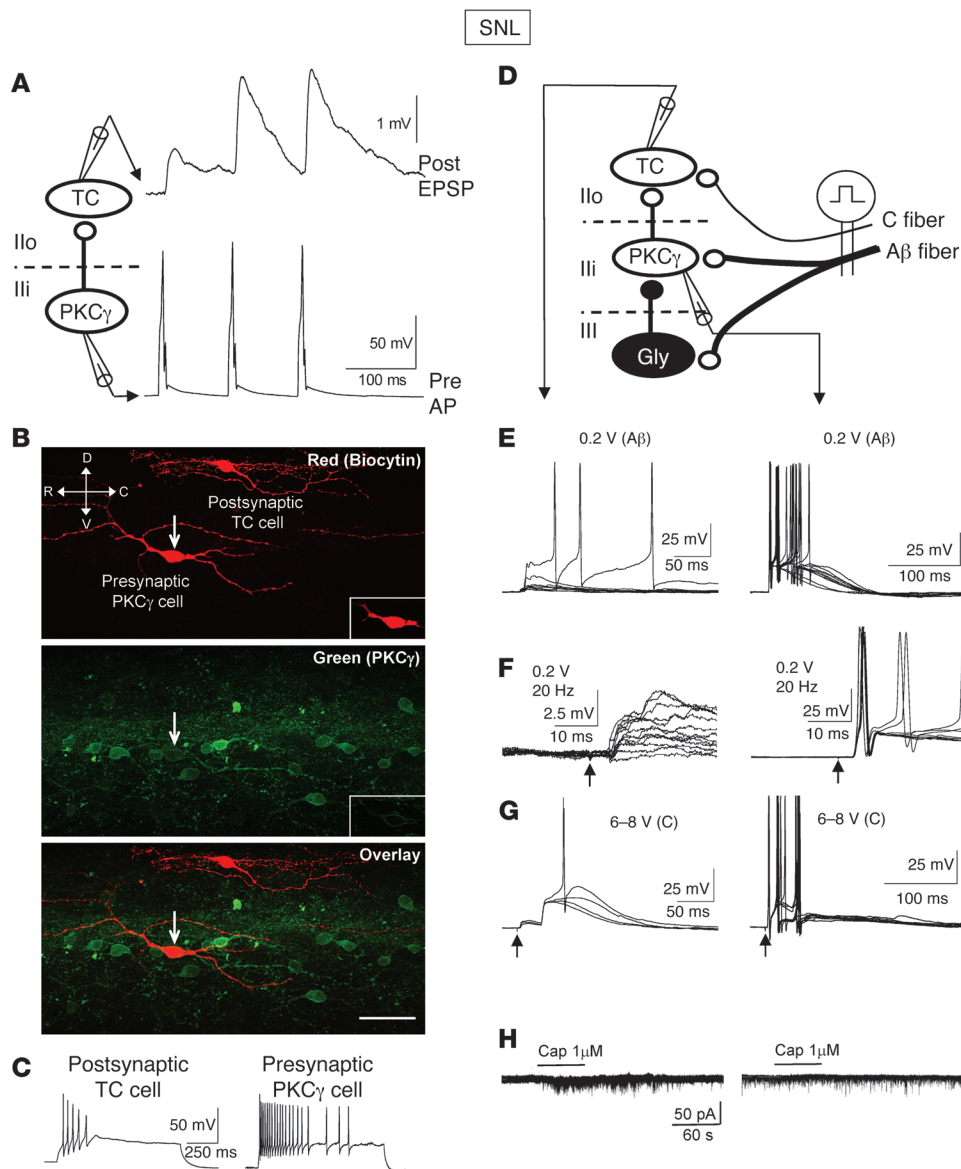 SNL
A
1 mV
Post
EPSP
TC
IIo
IIi
PKCγ
50 mV
100 ms
Pre
AP
B
Red (Biocytin)
D
R
C
V
Postsynaptic
TC cell
Presynaptic
PKCγ cell
Green (PKCγ)
Overlay
C
Postsynaptic
TC cell
Presynaptic
PKCγ cell
50 mV
250 ms
D
TC
IIo
C fiber
Aβ fiber
PKCγ
IIi
III
Gly
E
0.2 V (Aβ)
25 mV
50 ms
0.2 V (Aβ)
25 mV
100 ms
F
0.2 V
20 Hz
2.5 mV
10 ms
0.2 V
20 Hz
25 mV
10 ms
G
6–8 V (C)
25 mV
50 ms
6–8 V (C)
25 mV
100 ms
H
Cap 1μM
Cap 1μM
50 pA
60 s